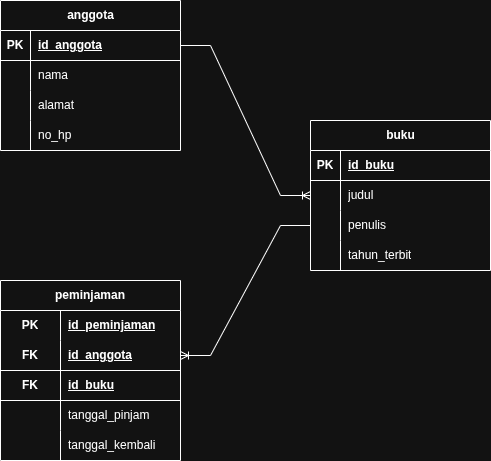 anggota
PK id_anggota
nama
alamat
no_hp
buku
PK id_buku
judul
penulis
tahun_terbit
peminjaman
PK id_peminjaman
FK id_anggota
FK id_buku
tanggal_pinjam
tanggal_kembali